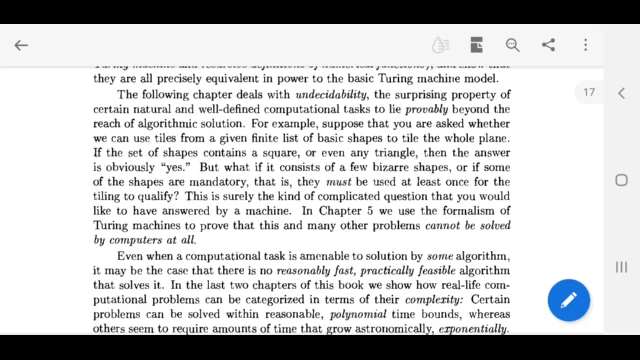 Turing machine and recursive definitions of numerical functions), and show that
they are all precisely equivalent in power to the basic Turing machine model.
The following chapter deals with undecidability, the surprising property of
certain natural and well-defined computational tasks to lie provably beyond the
reach of algorithmic solution. For example, suppose that you are asked whether
we can use tiles from a given finite list of basic shapes to tile the whole plane.
If the set of shapes contains a square, or even any triangle, then the answer
is obviously “yes.” But what if it consists of a few bizarre shapes, or if some
of the shapes are mandatory, that is, they must be used at least once for the
tiling to qualify? This is surely the kind of complicated question that you would
like to have answered by a machine. In Chapter 5 we use the formalism of
Turing machines to prove that this and many other problems cannot be solved
by computers at all.
Even when a computational task is amenable to solution by some algorithm,
it may be the case that there is no reasonably fast, practically feasible algorithm
that solves it. In the last two chapters of this book we show how real-life com-
putational problems can be categorized in terms of their complexity: Certain
problems can be solved within reasonable, polynomial time bounds, whereas
others seem to require amounts of time that grow astronomically, exponentially.
17